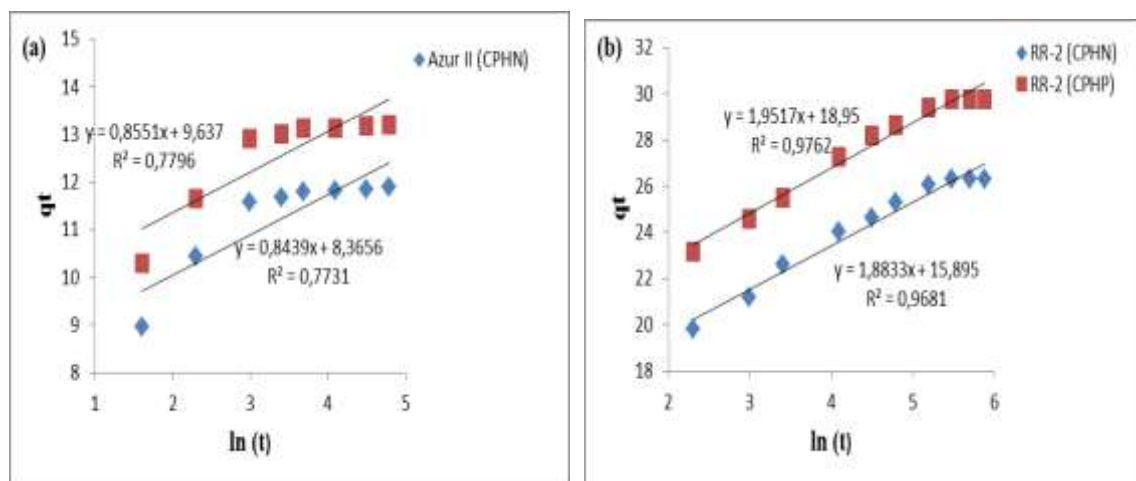 (a)
15
14
13
12
11
10
9
8
qt
1
2
3
4
5
ln (t)
Azur II (CPHN)
y = 0,8551x + 9,637
R² = 0,7796
y = 0,8439x + 8,3656
R² = 0,7731
(b)
32
30
28
26
24
22
20
18
qt
2
3
4
5
6
ln (t)
RR-2 (CPHN)
RR-2 (CPHP)
y = 1,9517x + 18,95
R² = 0,9762
y = 1,8833x + 15,895
R² = 0,9681